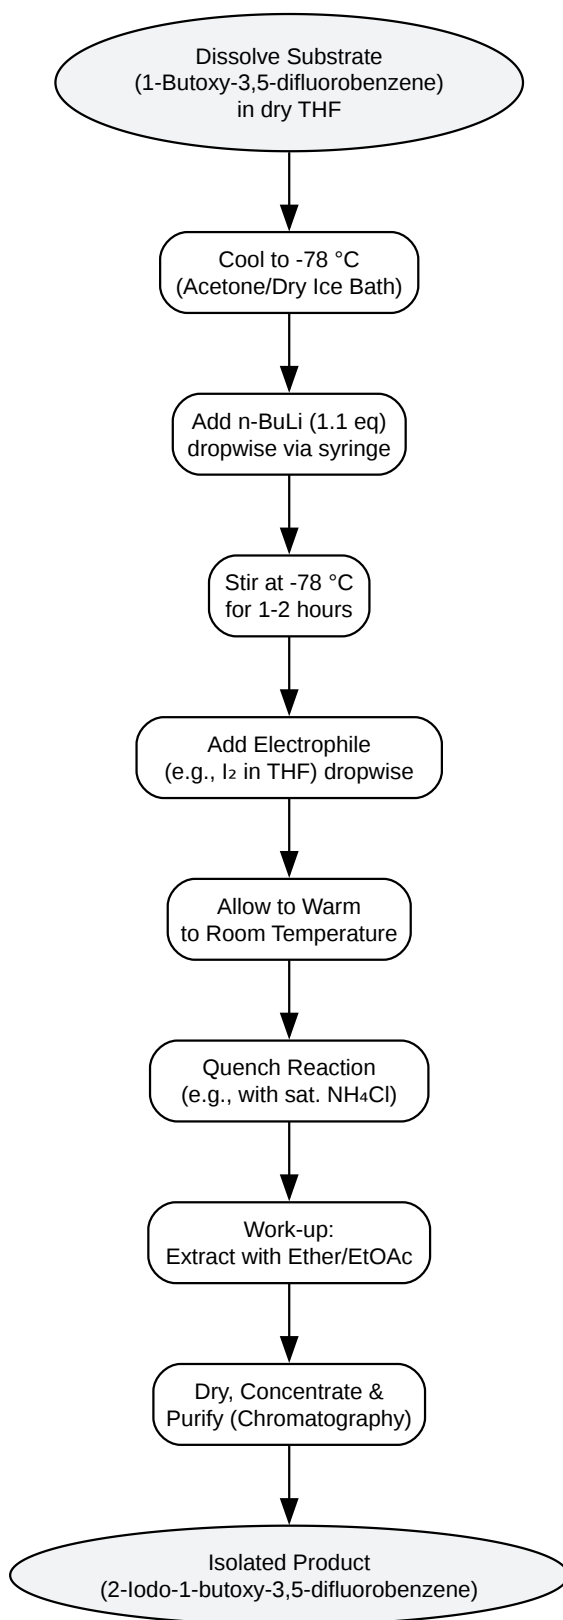 Dissolve Substrate
(1-Butoxy-3,5-difluorobenzene)
in dry THF
Cool to -78 °C
(Acetone/Dry Ice Bath)
Add n-BuLi (1.1 eq)
dropwise via syringe
Stir at -78 °C
for 1-2 hours
Add Electrophile
(e.g., I₂ in THF) dropwise
Allow to Warm
to Room Temperature
Quench Reaction
(e.g., with sat. NH₄Cl)
Work-up:
Extract with Ether/EtOAc
Dry, Concentrate &
Purify (Chromatography)
Isolated Product
(2-Iodo-1-butoxy-3,5-difluorobenzene)